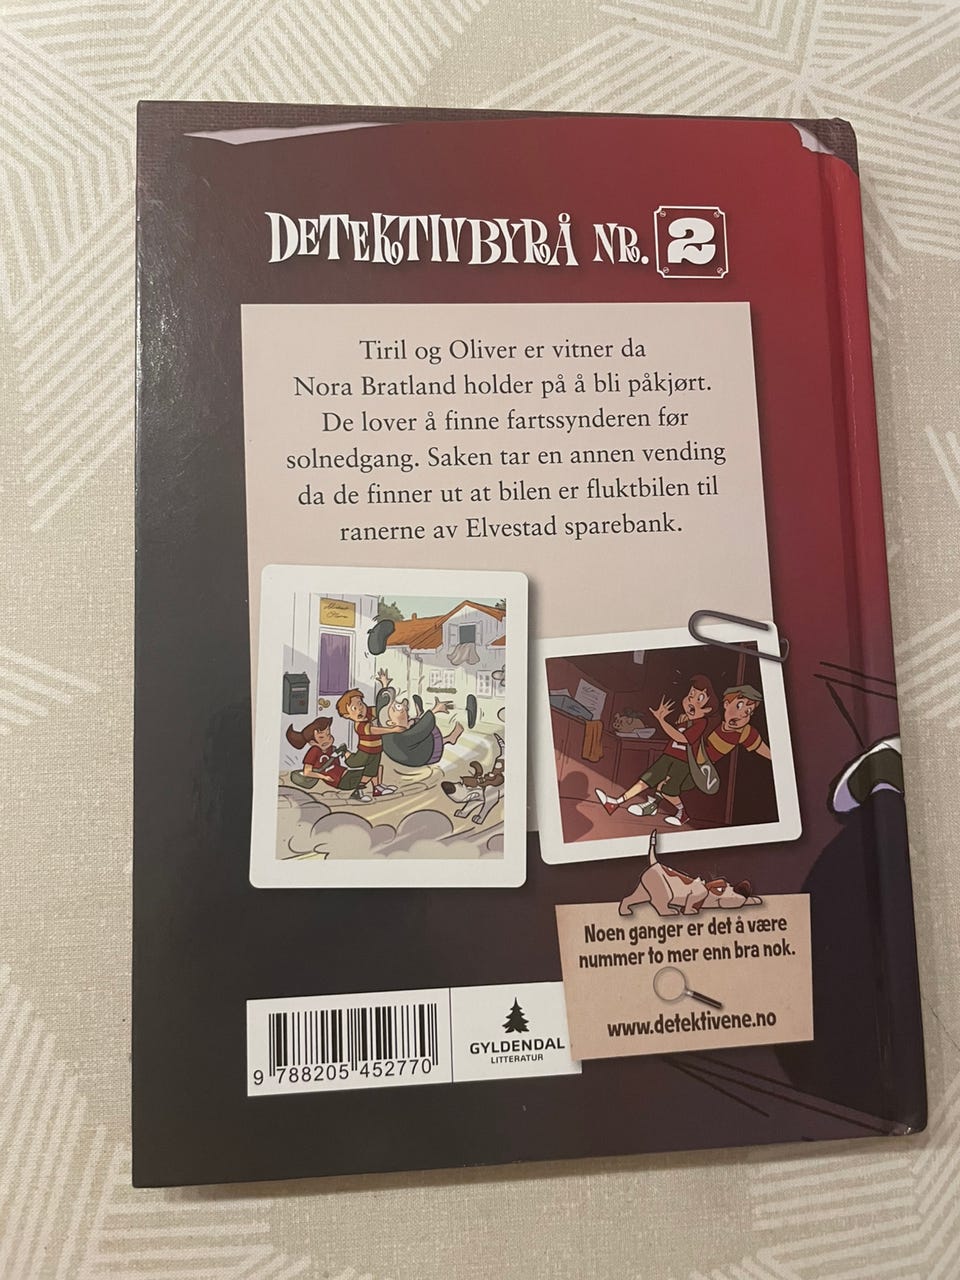 DETEKTIVBYRÅ NR. 2
Tiril og Oliver er vitner da
Nora Bratland holder på å bli påkjørt.
De lover å finne fartssynderen før
solnedgang. Saken tar en annen vending
da de finner ut at bilen er fluktbilen til
ranerne av Elvestad sparebank.
2
Noen ganger er det å være
nummer to mer enn bra nok.
www.detektivene.no
GYLDENDAL
LITTERATUR
9 788205 452770